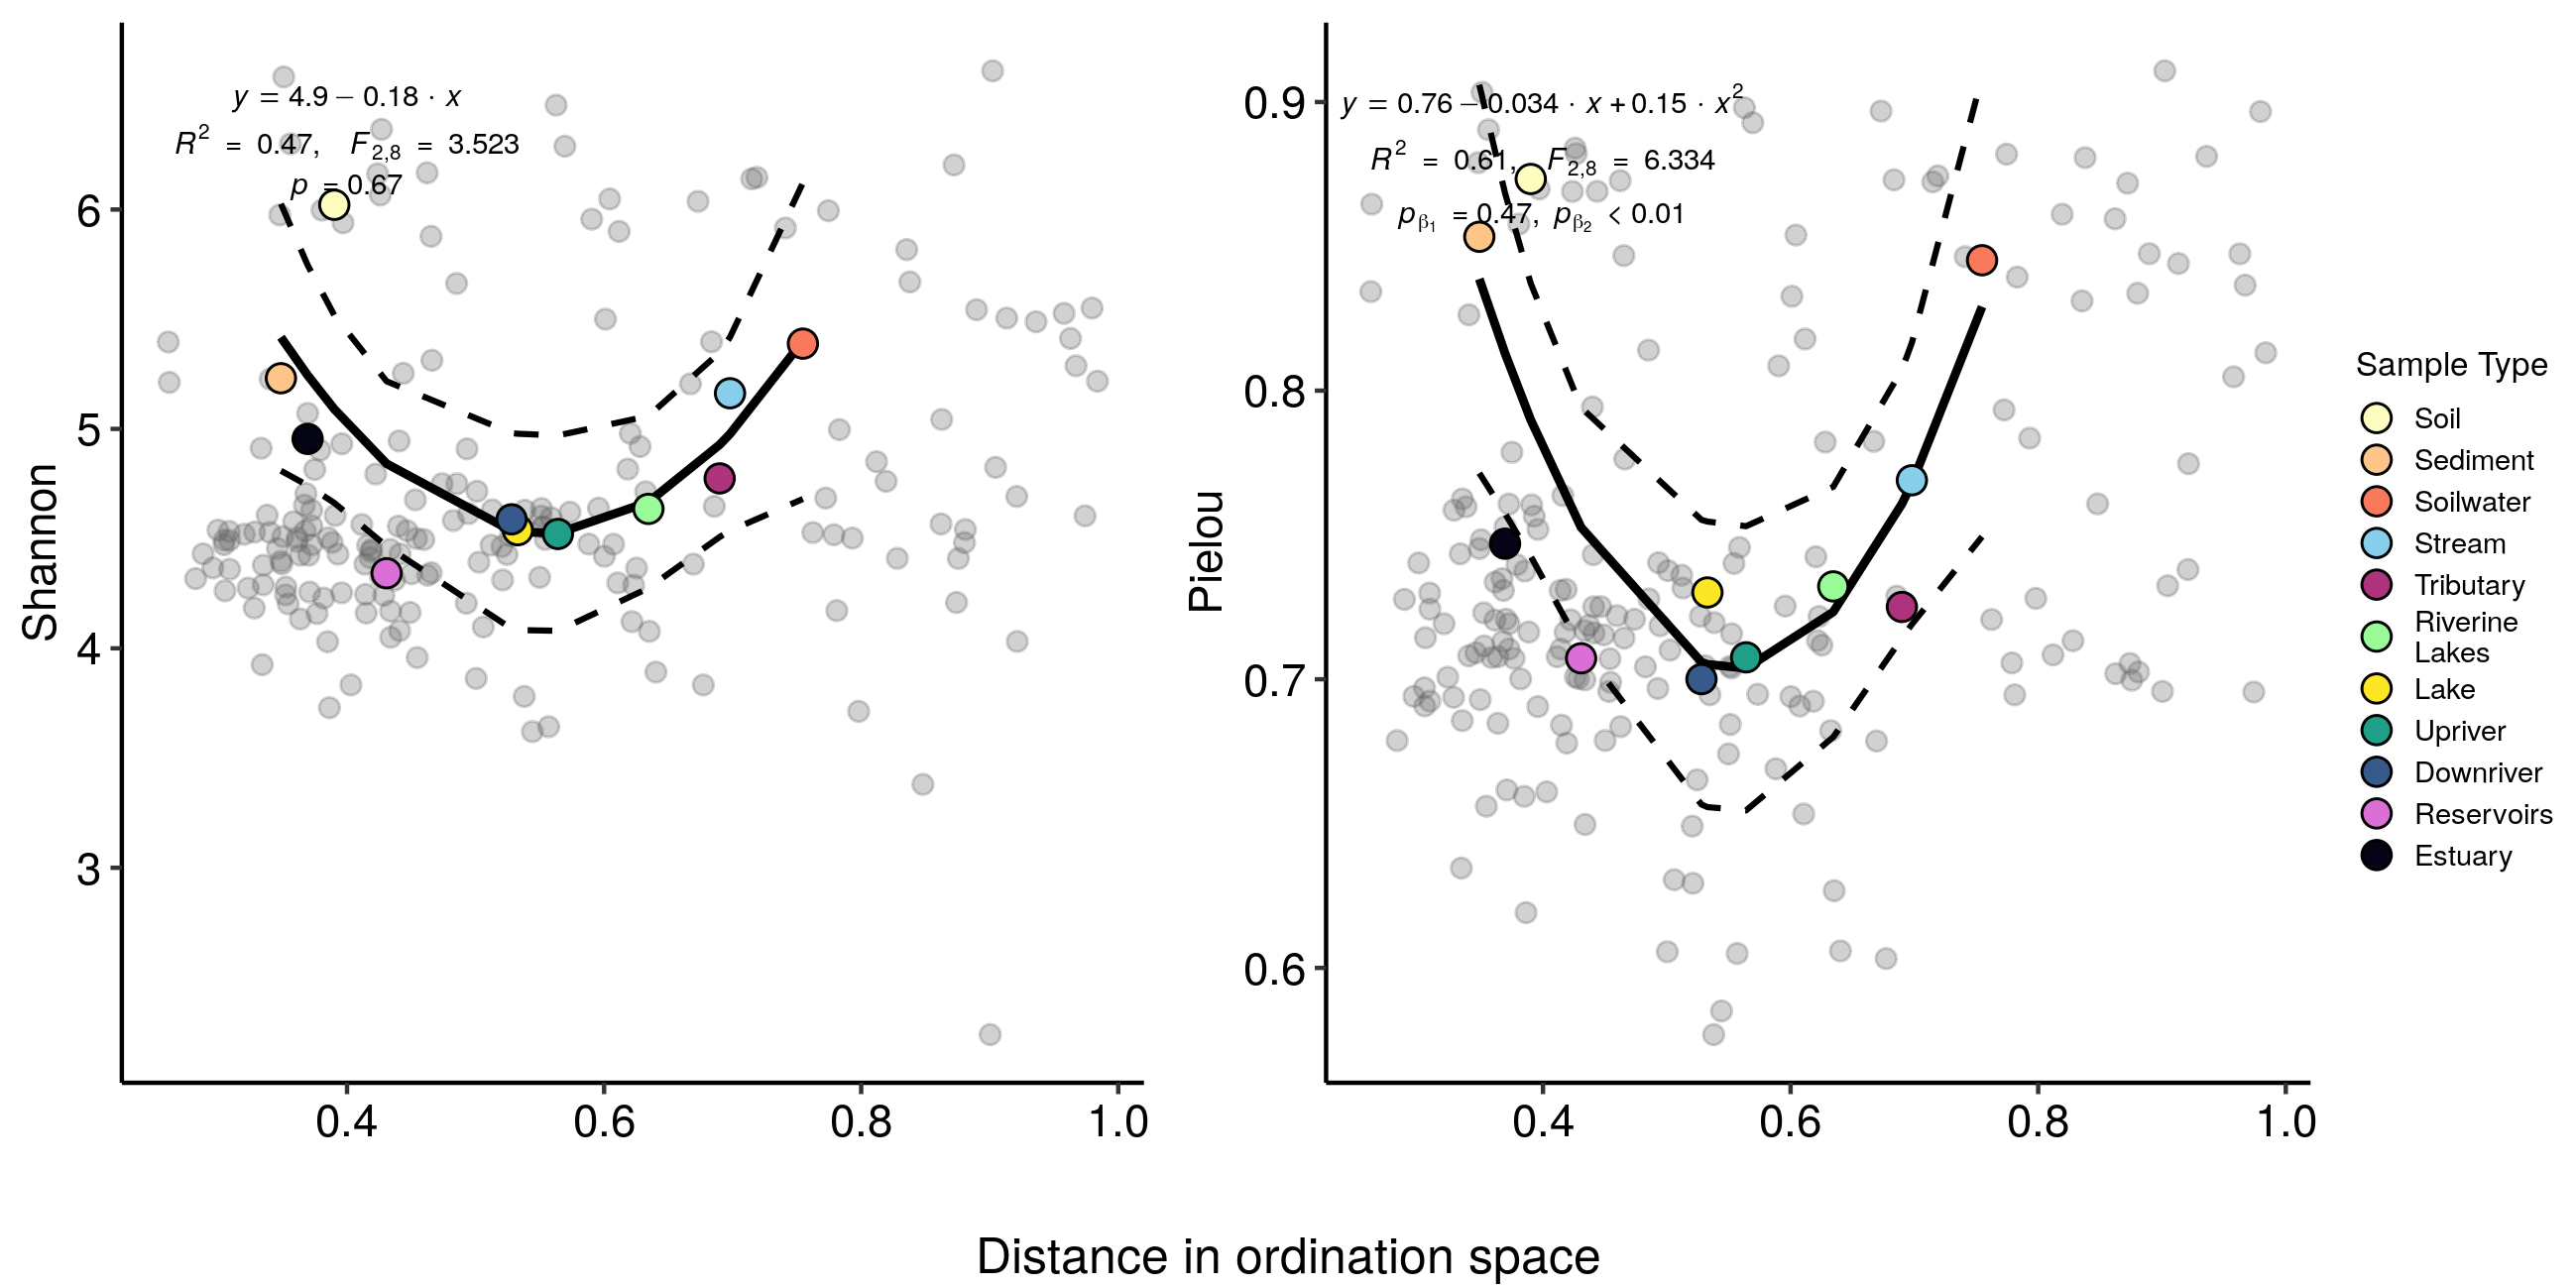 y = 4.9 − 0.18 · x
R² = 0.47, F₂,₈ = 3.523
p = 0.67
Shannon
6
5
4
3
0.4 0.6 0.8 1.0
y = 0.76 − 0.034 · x + 0.15 · x²
R² = 0.61, F₂,₈ = 6.334
pβ₁ = 0.47, pβ₂ < 0.01
Pielou
0.9
0.8
0.7
0.6
0.4 0.6 0.8 1.0
Distance in ordination space
Sample Type
Soil
Sediment
Soilwater
Stream
Tributary
Riverine
Lakes
Lake
Upriver
Downriver
Reservoirs
Estuary